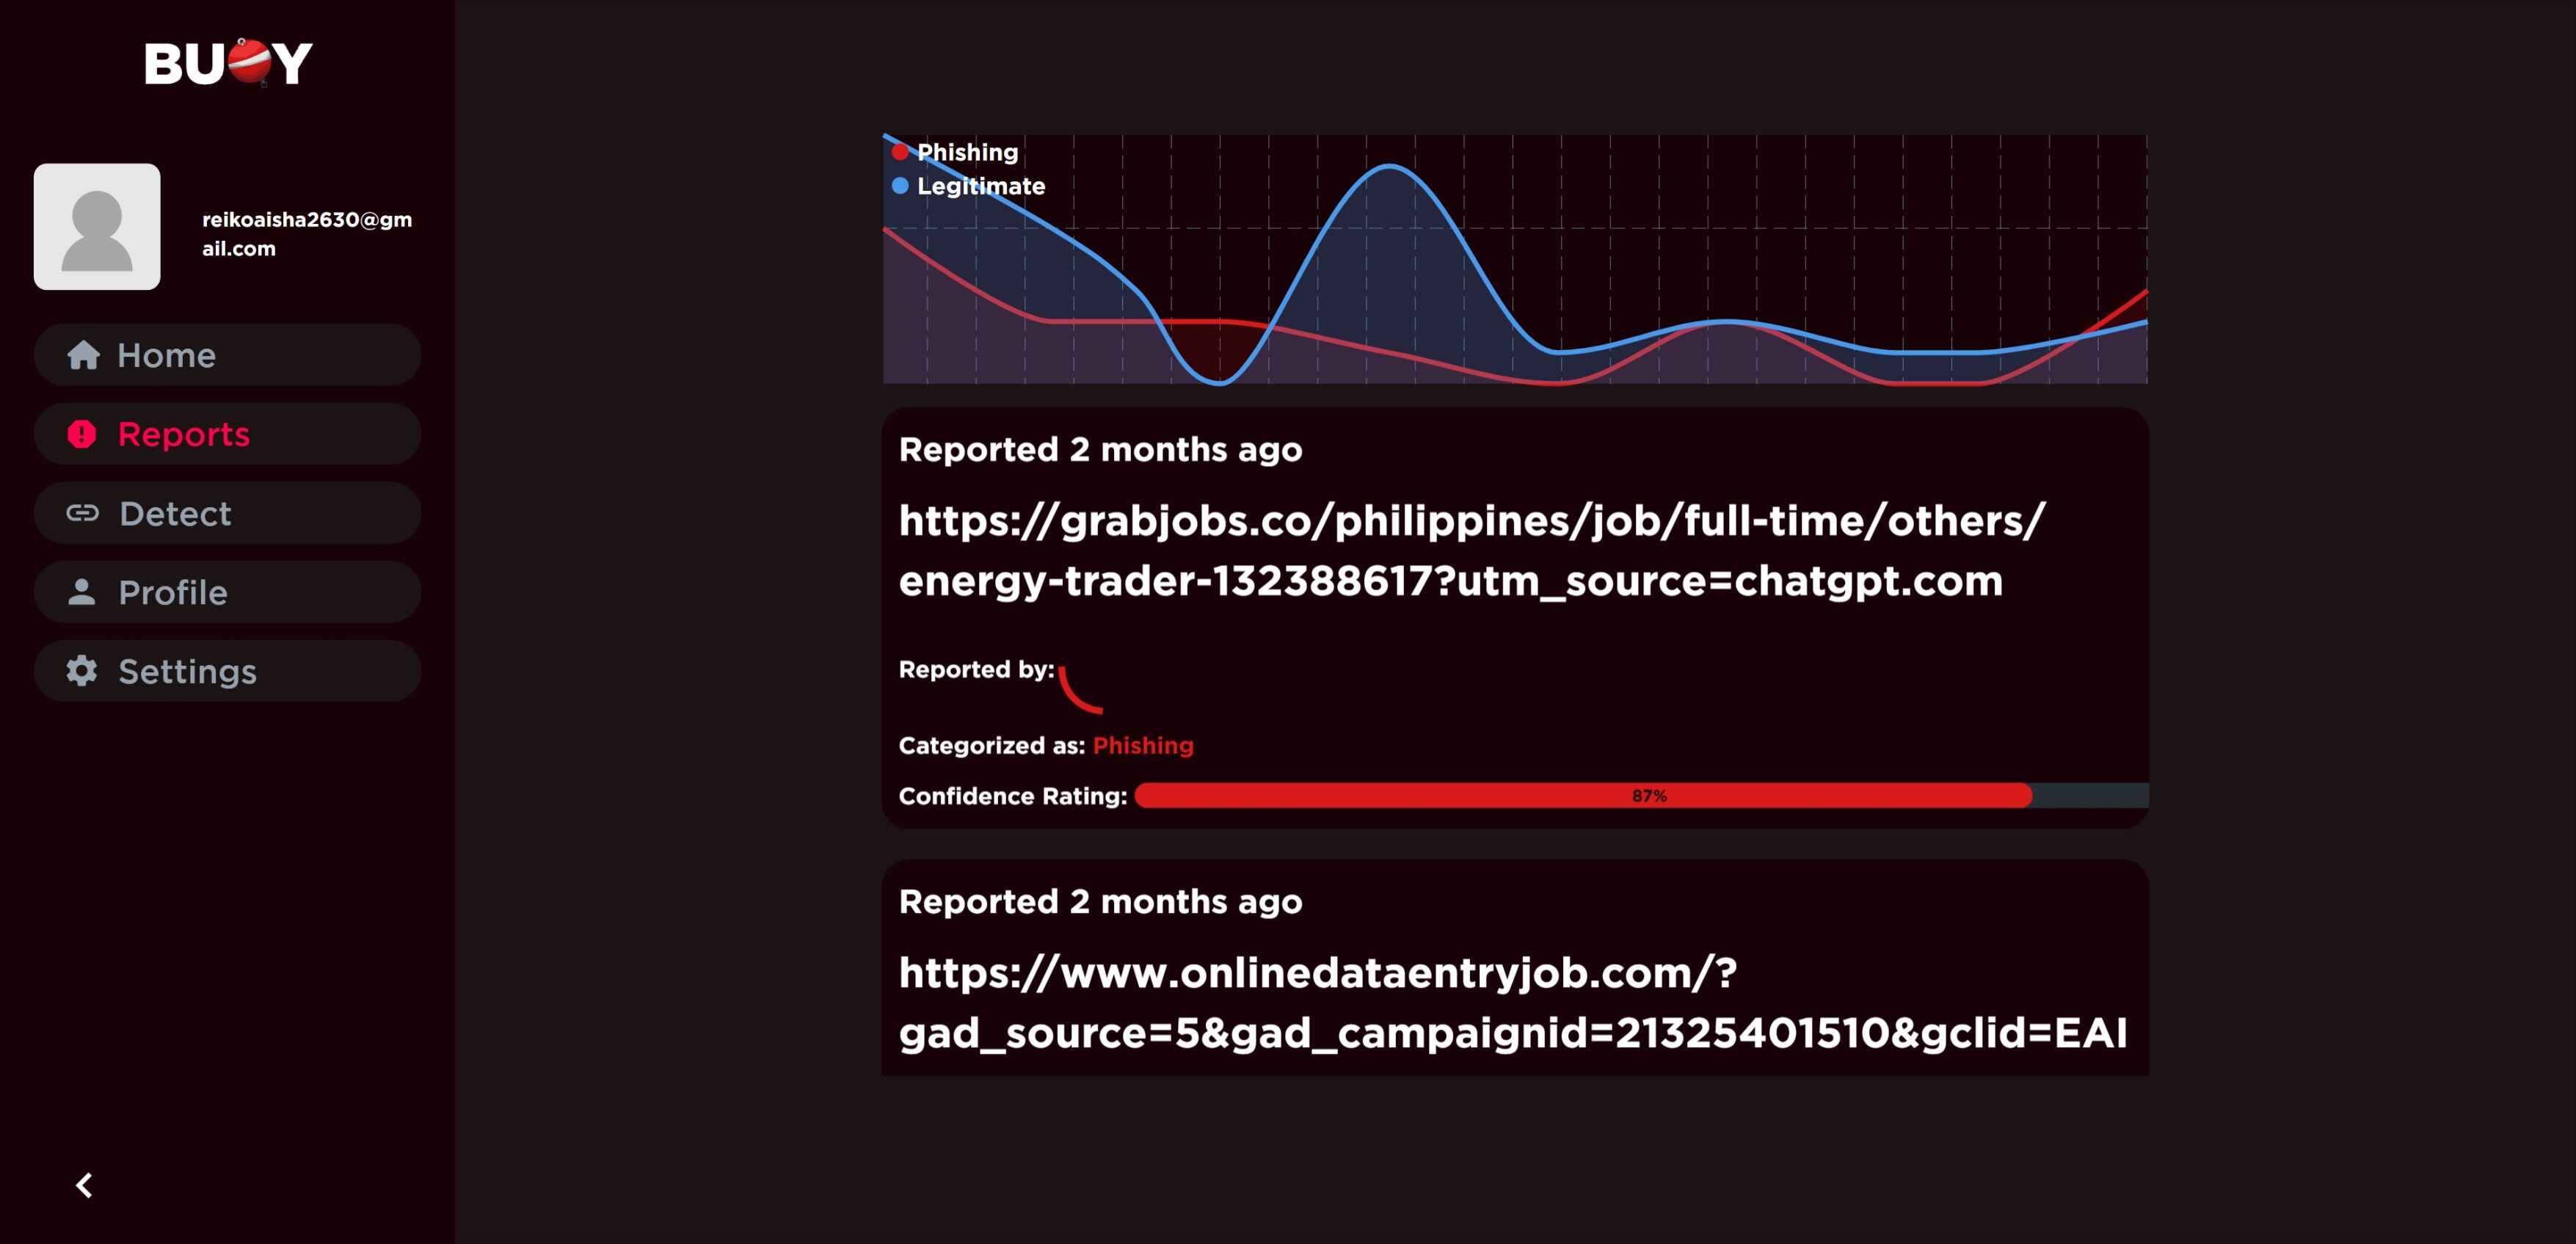 BUOY
reikoaisha2630@gm
ail.com
Home
Reports
Detect
Profile
Settings
Phishing
Legitimate
Reported 2 months ago
https://grabjobs.co/philippines/job/full-time/others/
energy-trader-132388617?utm_source=chatgpt.com
Reported by:
Categorized as: Phishing
Confidence Rating: 87%
Reported 2 months ago
https://www.onlinedataentryjob.com/?
gad_source=5&gad_campaignid=21325401510&gclid=EAI